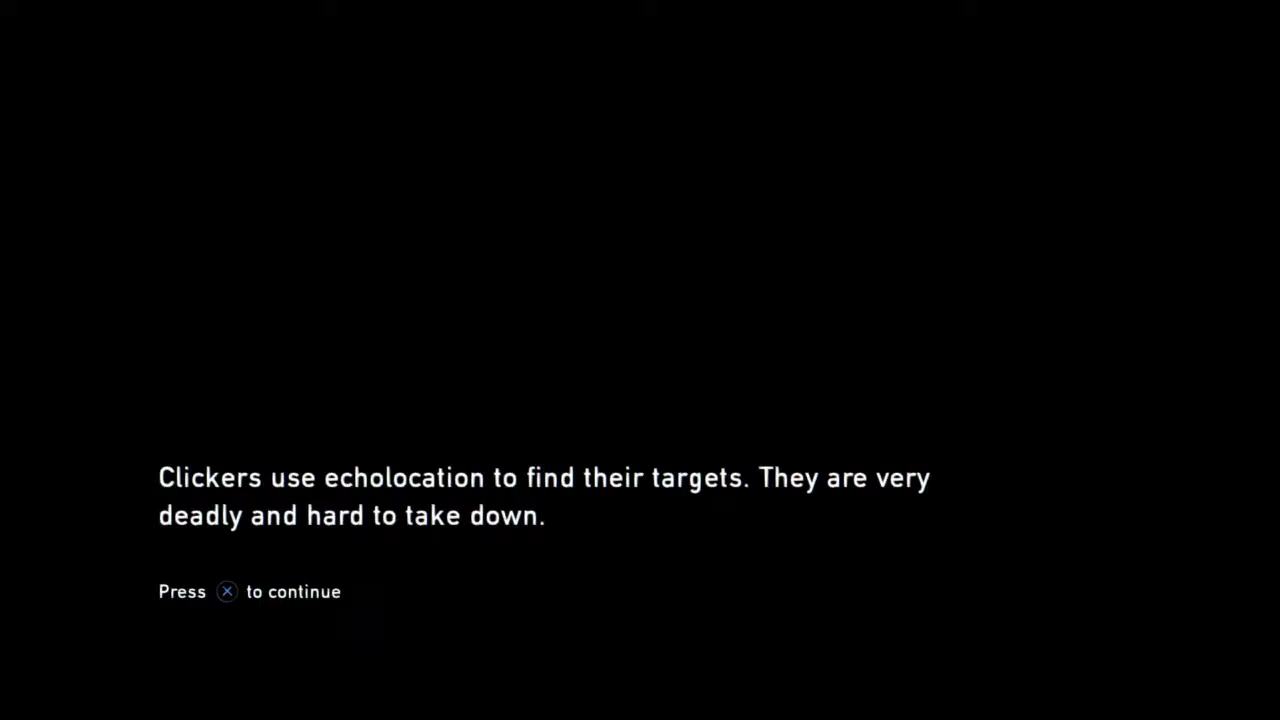 Clickers use echolocation to find their targets. They are very
deadly and hard to take down.
Press ⓧ to continue